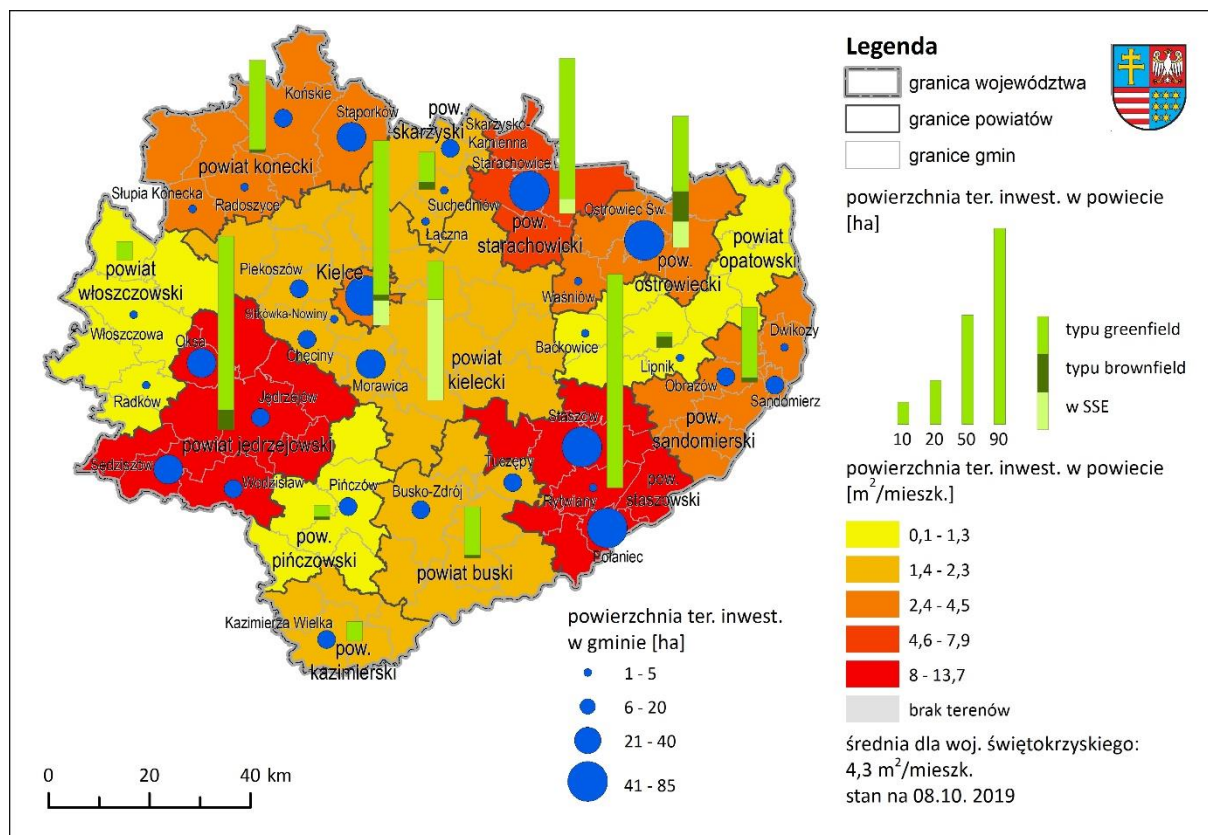 Końskie
Stąporków
pow.
skarżyski
Skarżysko-
Kamienna
Starachowice
powiat konecki
Słupia Konecka
Radoszyce
Suchedniów
Łączna
pow.
starachowicki
Ostrowiec Św.
pow.
ostrowiecki
powiat
opatowski
powiat
włoszczowski
Piekoszów
Kielce
Sitkówka-Nowiny
Waśniów
Włoszczowa
Oksa
Chęciny
Morawica
powiat
kielecki
Baćkowice
Lipnik
Dwikozy
Obrazów
Sandomierz
Radków
Jędrzejów
powiat jędrzejowski
Staszów
pow.
sandomierski
Sędziszów
Wodzisław
Pińczów
Busko-Zdrój
Tuczępy
Rytwiany
pow.
staszowski
pow.
pińczowski
powiat buski
Połaniec
Kazimierza Wielka
pow.
kazimierski
0 20 40 km
powierzchnia ter. inwest.
w gminie [ha]
1 - 5
6 - 20
21 - 40
41 - 85
Legenda
granica województwa
granice powiatów
granice gmin
powierzchnia ter. inwest. w powiecie
[ha]
typu greenfield
typu brownfield
w SSE
10 20 50 90
powierzchnia ter. inwest. w powiecie
[m²/mieszk.]
0,1 - 1,3
1,4 - 2,3
2,4 - 4,5
4,6 - 7,9
8 - 13,7
brak terenów
średnia dla woj. świętokrzyskiego:
4,3 m²/mieszk.
stan na 08.10. 2019